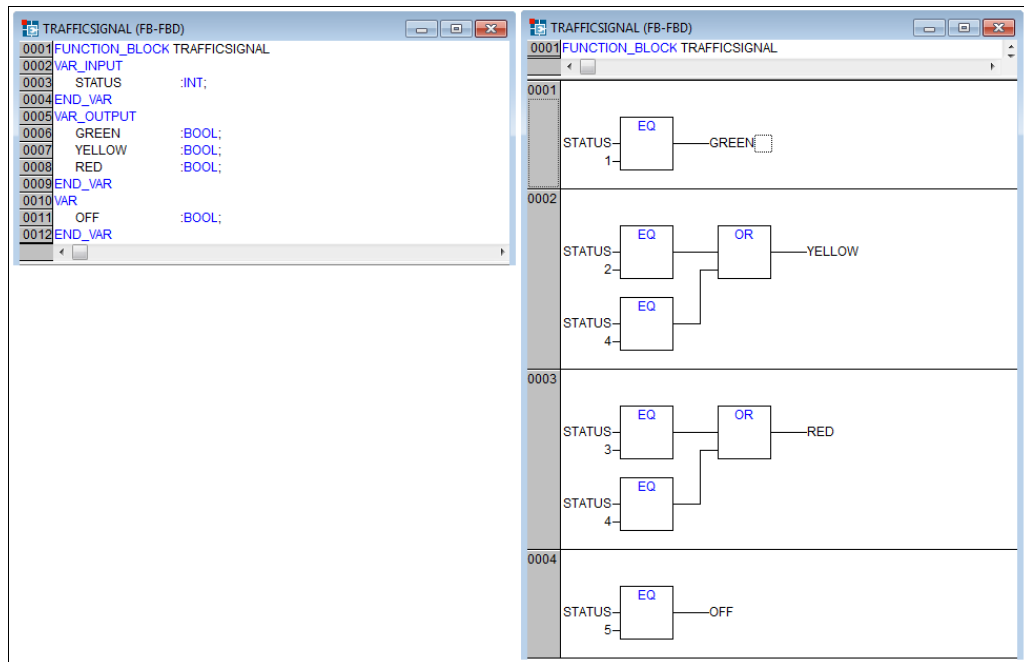 TRAFFICSIGNAL (FB-FBD)
0001 FUNCTION_BLOCK TRAFFICSIGNAL
0002 VAR_INPUT
0003 STATUS :INT;
0004 END_VAR
0005 VAR_OUTPUT
0006 GREEN :BOOL;
0007 YELLOW :BOOL;
0008 RED :BOOL;
0009 END_VAR
0010 VAR
0011 OFF :BOOL;
0012 END_VAR
TRAFFICSIGNAL (FB-FBD)
0001 FUNCTION_BLOCK TRAFFICSIGNAL
0001
EQ
STATUS GREEN
1
0002
EQ OR
STATUS YELLOW
2
EQ
STATUS
4
0003
EQ OR
STATUS RED
3
EQ
STATUS
4
0004
EQ
STATUS OFF
5